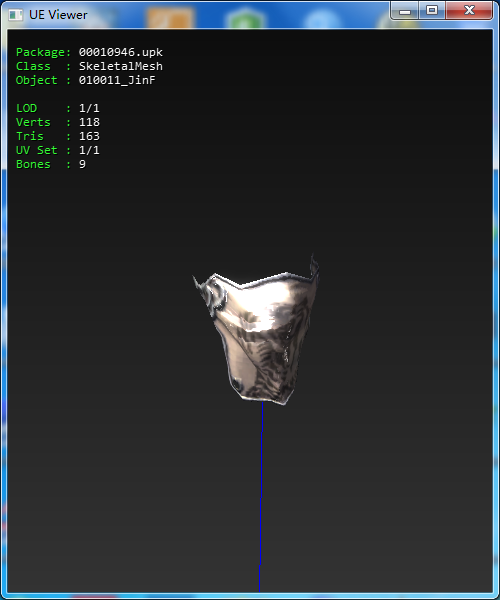 UE Viewer
Package: 00010946.upk
Class : SkeletalMesh
Object : 010011_JinF
LOD : 1/1
Verts : 118
Tris : 163
UV Set : 1/1
Bones : 9